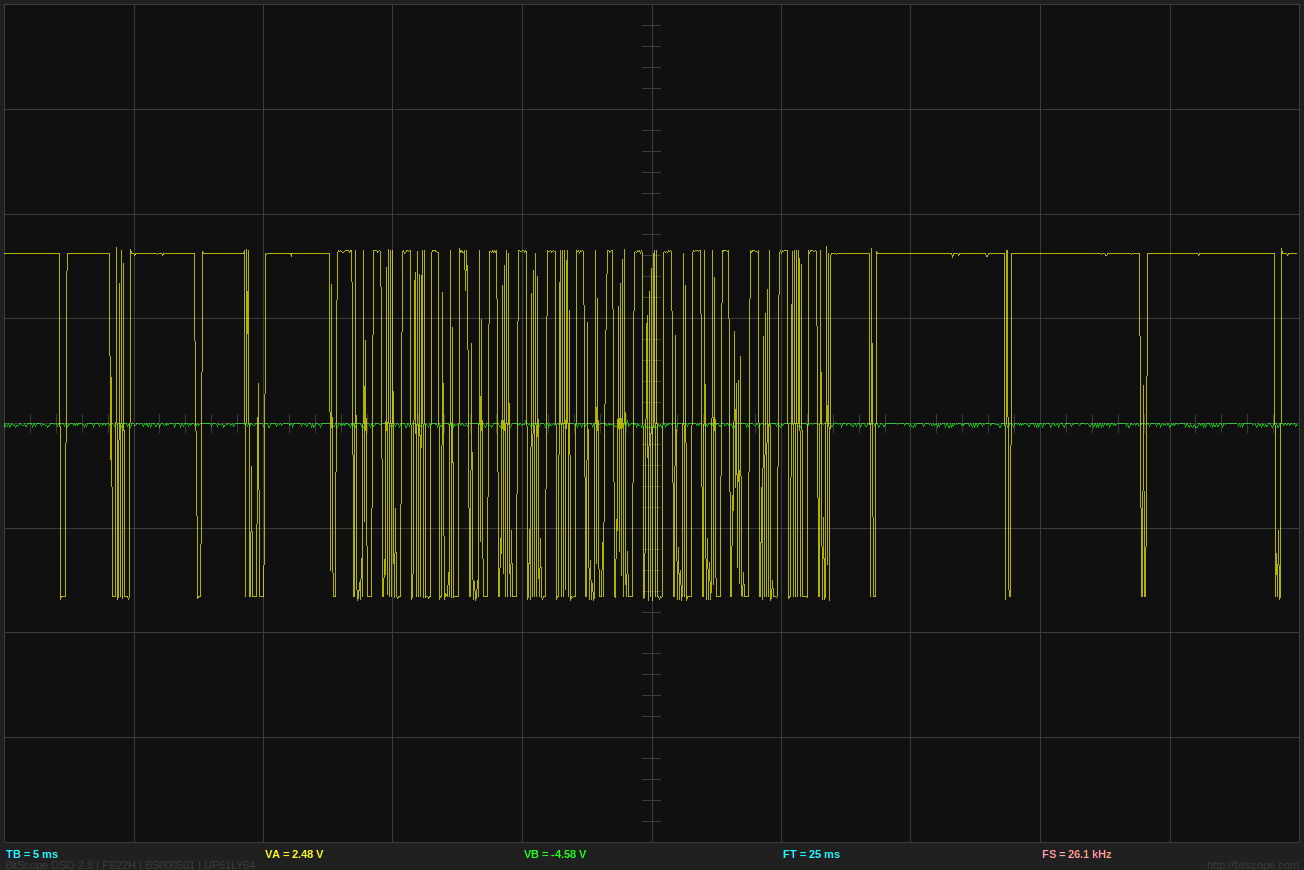 TB = 5 ms VA = 2.48 V VB = -4.58 V FT = 25 ms FS = 26.1 kHz
BitScope DSO 2.8 | FE22H | BS000501 | UP61LY64 http://bitscope.com